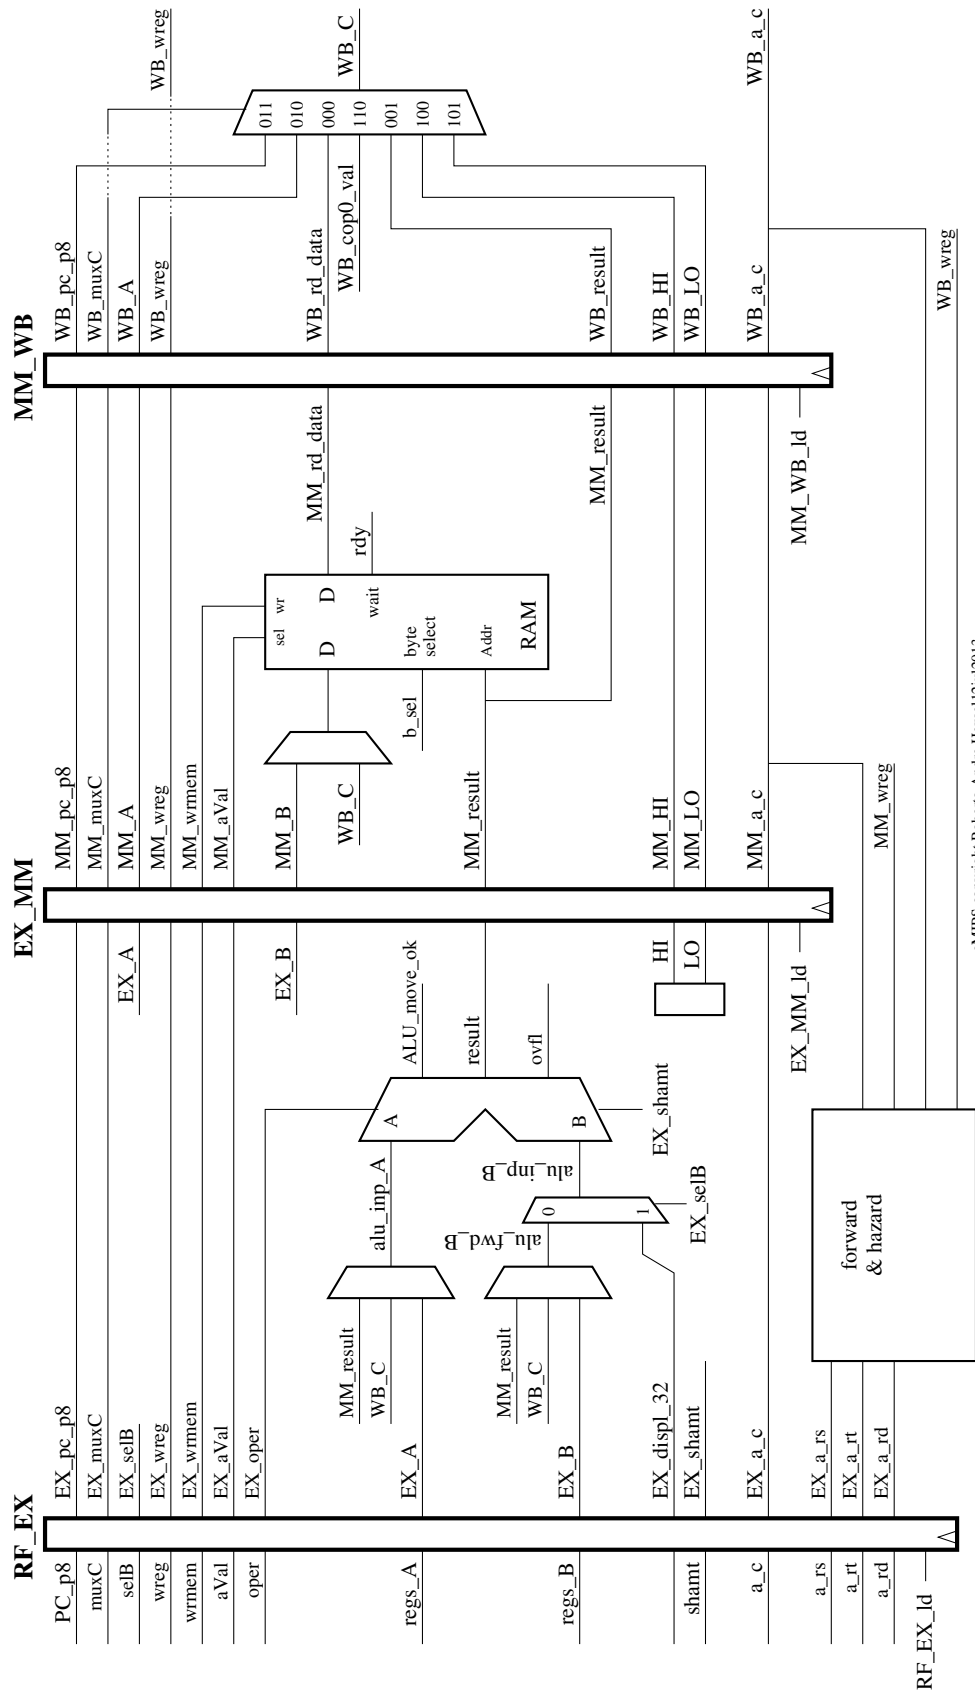 RF_EX
EX_MM
MM_WB
PC_p8
EX_pc_p8
MM_pc_p8
WB_pc_p8
muxC
EX_muxC
MM_muxC
WB_muxC
selB
EX_selB
EX_A
MM_A
WB_A
wreg
EX_wreg
MM_wreg
WB_wreg
WB_wreg
wrmem
EX_wrmem
MM_wrmem
aVal
EX_aVal
MM_aVal
oper
EX_oper
sel
wr
011
EX_B
MM_B
010
MM_result
WB_C
D
D
MM_rd_data
WB_rd_data
000
WB_C
alu_inp_A
A
WB_C
rdy
wait
WB_cop0_val
110
WB_C
regs_A
EX_A
ALU_move_ok
b_sel
byte
select
001
100
result
MM_result
Addr
101
MM_result
WB_C
alu_fwd_B
alu_inp_B
0
ovfl
RAM
regs_B
EX_B
B
MM_result
WB_result
1
EX_displ_32
EX_shamt
HI
MM_HI
WB_HI
shamt
EX_shamt
EX_selB
LO
MM_LO
WB_LO
a_c
EX_a_c
MM_a_c
WB_a_c
WB_a_c
EX_MM_ld
MM_WB_ld
a_rs
EX_a_rs
a_rt
EX_a_rt
a_rd
EX_a_rd
forward
& hazard
MM_wreg
RF_EX_ld
WB_wreg